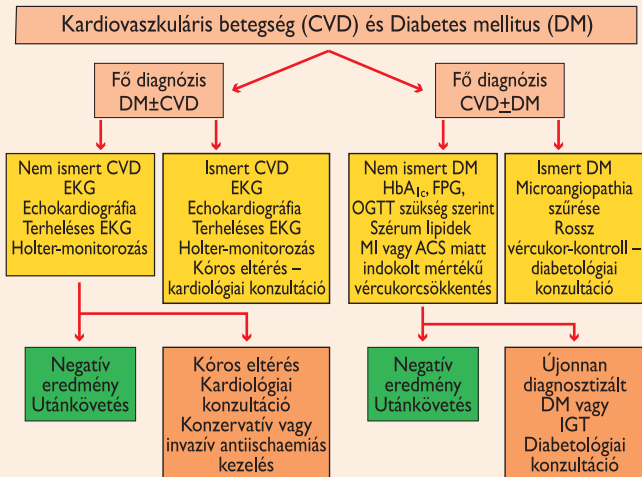 Kardiovaszkuláris betegség (CVD) és Diabetes mellitus (DM)
Fő diagnózis
DM±CVD
Fő diagnózis
CVD±DM
Nem ismert CVD
EKG
Echokardiográfia
Terheléses EKG
Holter-monitorozás
Ismert CVD
EKG
Echokardiográfia
Terheléses EKG
Holter-monitorozás
Kóros eltérés –
kardiológiai konzultáció
Nem ismert DM
HbA1c, FPG,
OGTT szükség szerint
Szérum lipidek
MI vagy ACS miatt
indokolt mértékű
vércukorcsökkentés
Ismert DM
Microangiopathia
szűrése
Rossz
vércukor-kontroll –
diabetológiai
konzultáció
Negatív
eredmény
Utánkövetés
Kóros eltérés
Kardiológiai
konzultáció
Konzervatív vagy
invazív antiischaemiás
kezelés
Negatív
eredmény
Utánkövetés
Újonnan
diagnosztizált
DM vagy
IGT
Diabetológiai
konzultáció